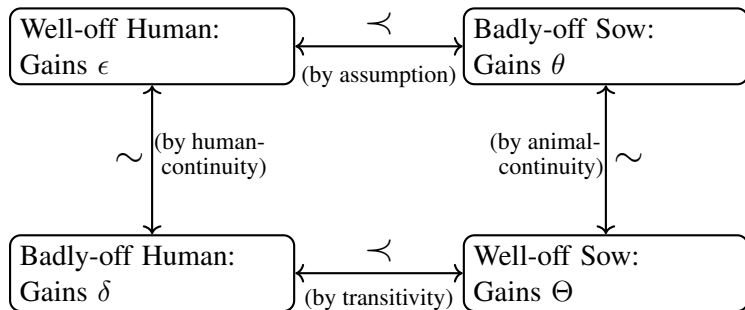 Well-off Human:
Gains ϵ
≺
(by assumption)
Badly-off Sow:
Gains θ
∼
(by human-
continuity)
(by animal-
continuity)
∼
Badly-off Human:
Gains δ
≺
(by transitivity)
Well-off Sow:
Gains Θ